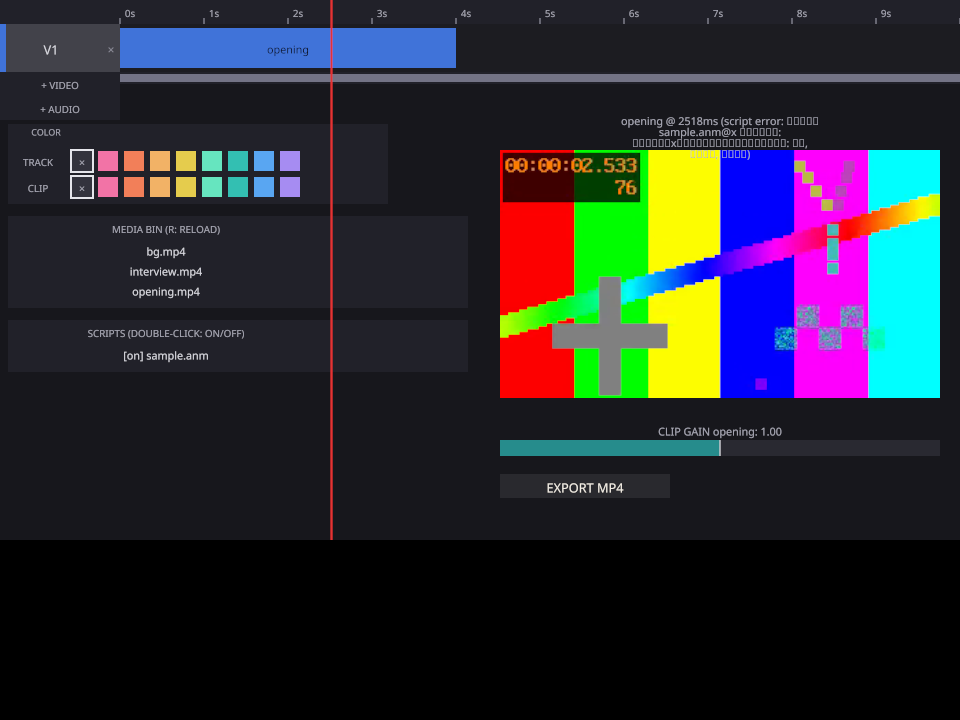 0s 1s 2s 3s 4s 5s 6s 7s 8s 9s
V1 ×
opening
+ VIDEO
+ AUDIO
COLOR
TRACK ×
CLIP ×
MEDIA BIN (R: RELOAD)
bg.mp4
interview.mp4
opening.mp4
SCRIPTS (DOUBLE-CLICK: ON/OFF)
[on] sample.anm
opening @ 2518ms (script error:
sample.anm@x
00:00:02.533
76
CLIP GAIN opening: 1.00
EXPORT MP4